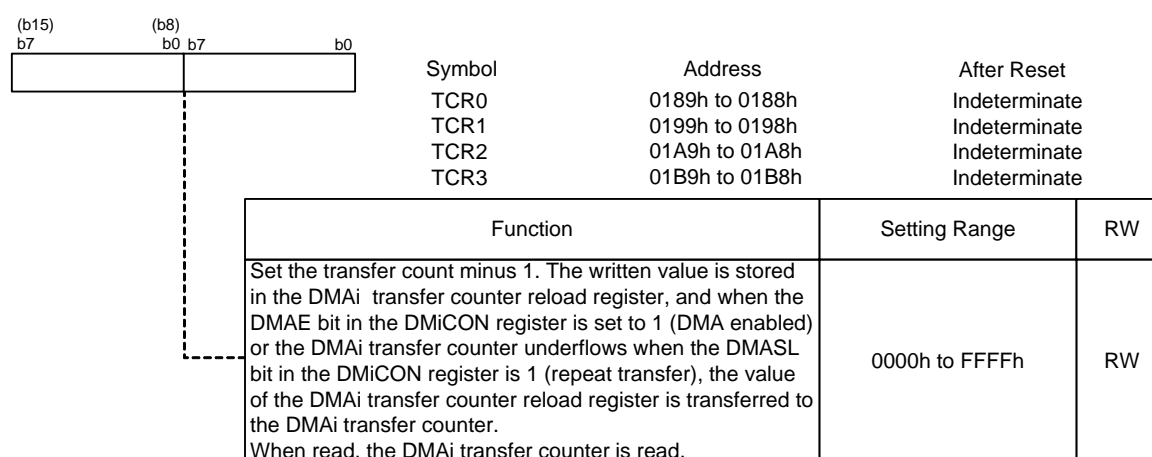 (b15) (b8)
b7 b0 b7 b0
Symbol Address After Reset
TCR0 0189h to 0188h Indeterminate
TCR1 0199h to 0198h Indeterminate
TCR2 01A9h to 01A8h Indeterminate
TCR3 01B9h to 01B8h Indeterminate
Function Setting Range RW
Set the transfer count minus 1. The written value is stored
in the DMAi transfer counter reload register, and when the
DMAE bit in the DMiCON register is set to 1 (DMA enabled)
or the DMAi transfer counter underflows when the DMASL
bit in the DMiCON register is 1 (repeat transfer), the value
of the DMAi transfer counter reload register is transferred to
the DMAi transfer counter.
When read, the DMAi transfer counter is read.
0000h to FFFFh RW